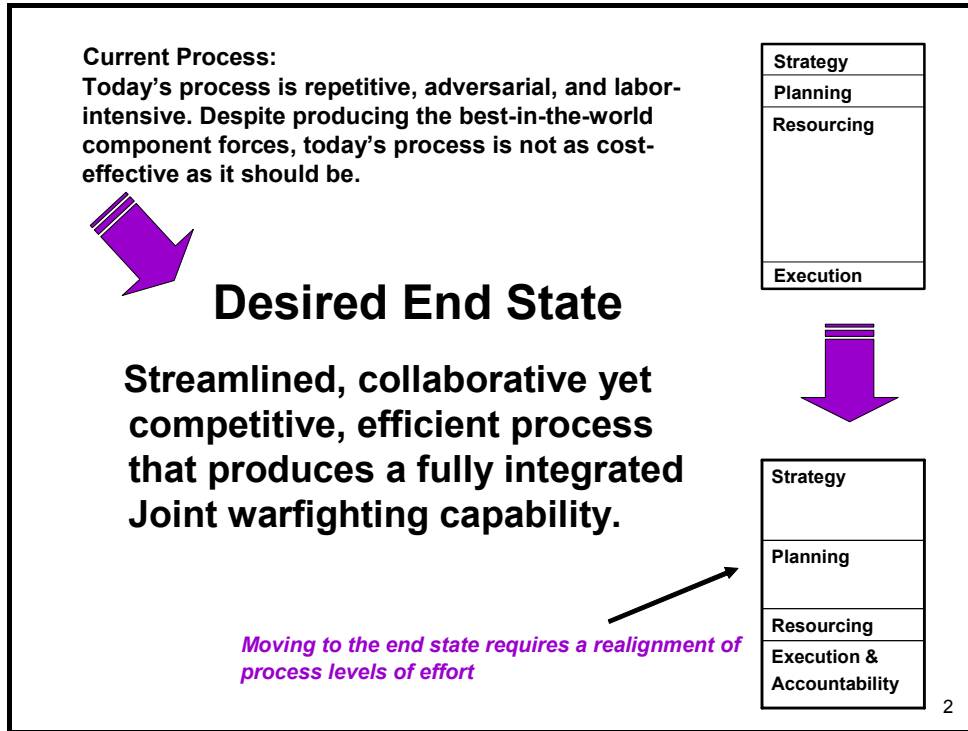 Current Process:
Today's process is repetitive, adversarial, and labor-
intensive. Despite producing the best-in-the-world
component forces, today's process is not as cost-
effective as it should be.
Desired End State
Streamlined, collaborative yet
competitive, efficient process
that produces a fully integrated
Joint warfighting capability.
Moving to the end state requires a realignment of
process levels of effort
Strategy
Planning
Resourcing
Execution
Strategy
Planning
Resourcing
Execution &
Accountability
2